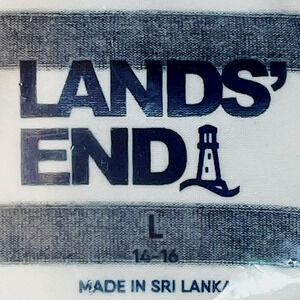 LANDS'
END
L
14-16
MADE IN SRI LANKA